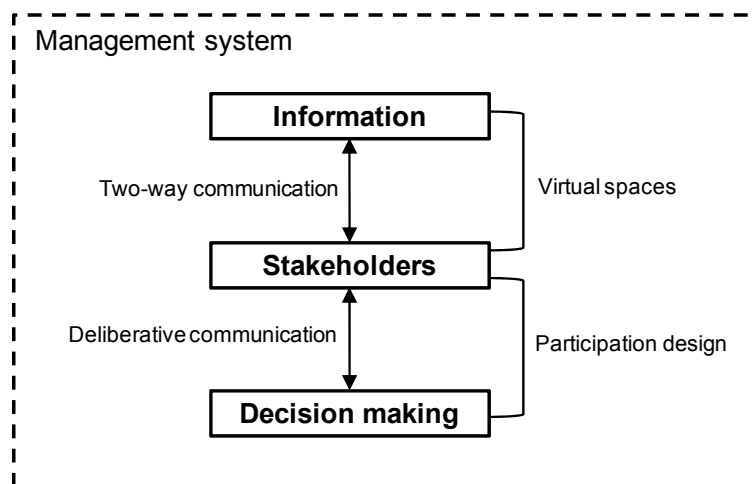 Management system
Information
Two-way communication
Virtual spaces
Stakeholders
Deliberative communication
Participation design
Decision making